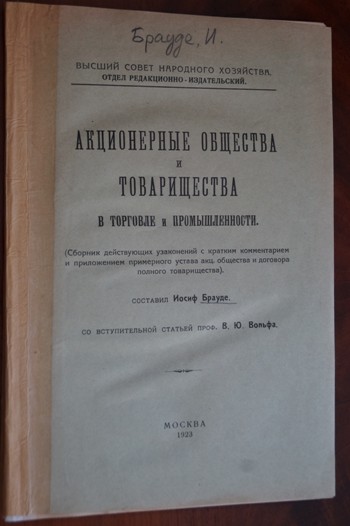 Брауде, И.
ВЫСШИЙ СОВЕТ НАРОДНОГО ХОЗЯЙСТВА.
ОТДЕЛ РЕДАКЦИОННО-ИЗДАТЕЛЬСКИЙ.
АКЦИОНЕРНЫЕ ОБЩЕСТВА
и
ТОВАРИЩЕСТВА
В ТОРГОВЛЕ и ПРОМЫШЛЕННОСТИ.
(Сборник действующих узаконений с кратким комментарием
и приложением примерного устава акц. общества и договора
полного товарищества).
СОСТАВИЛ Иосиф Брауде.
СО ВСТУПИТЕЛЬНОЙ СТАТЬЕЙ ПРОФ. В. Ю. Вольфа.
МОСКВА
1923